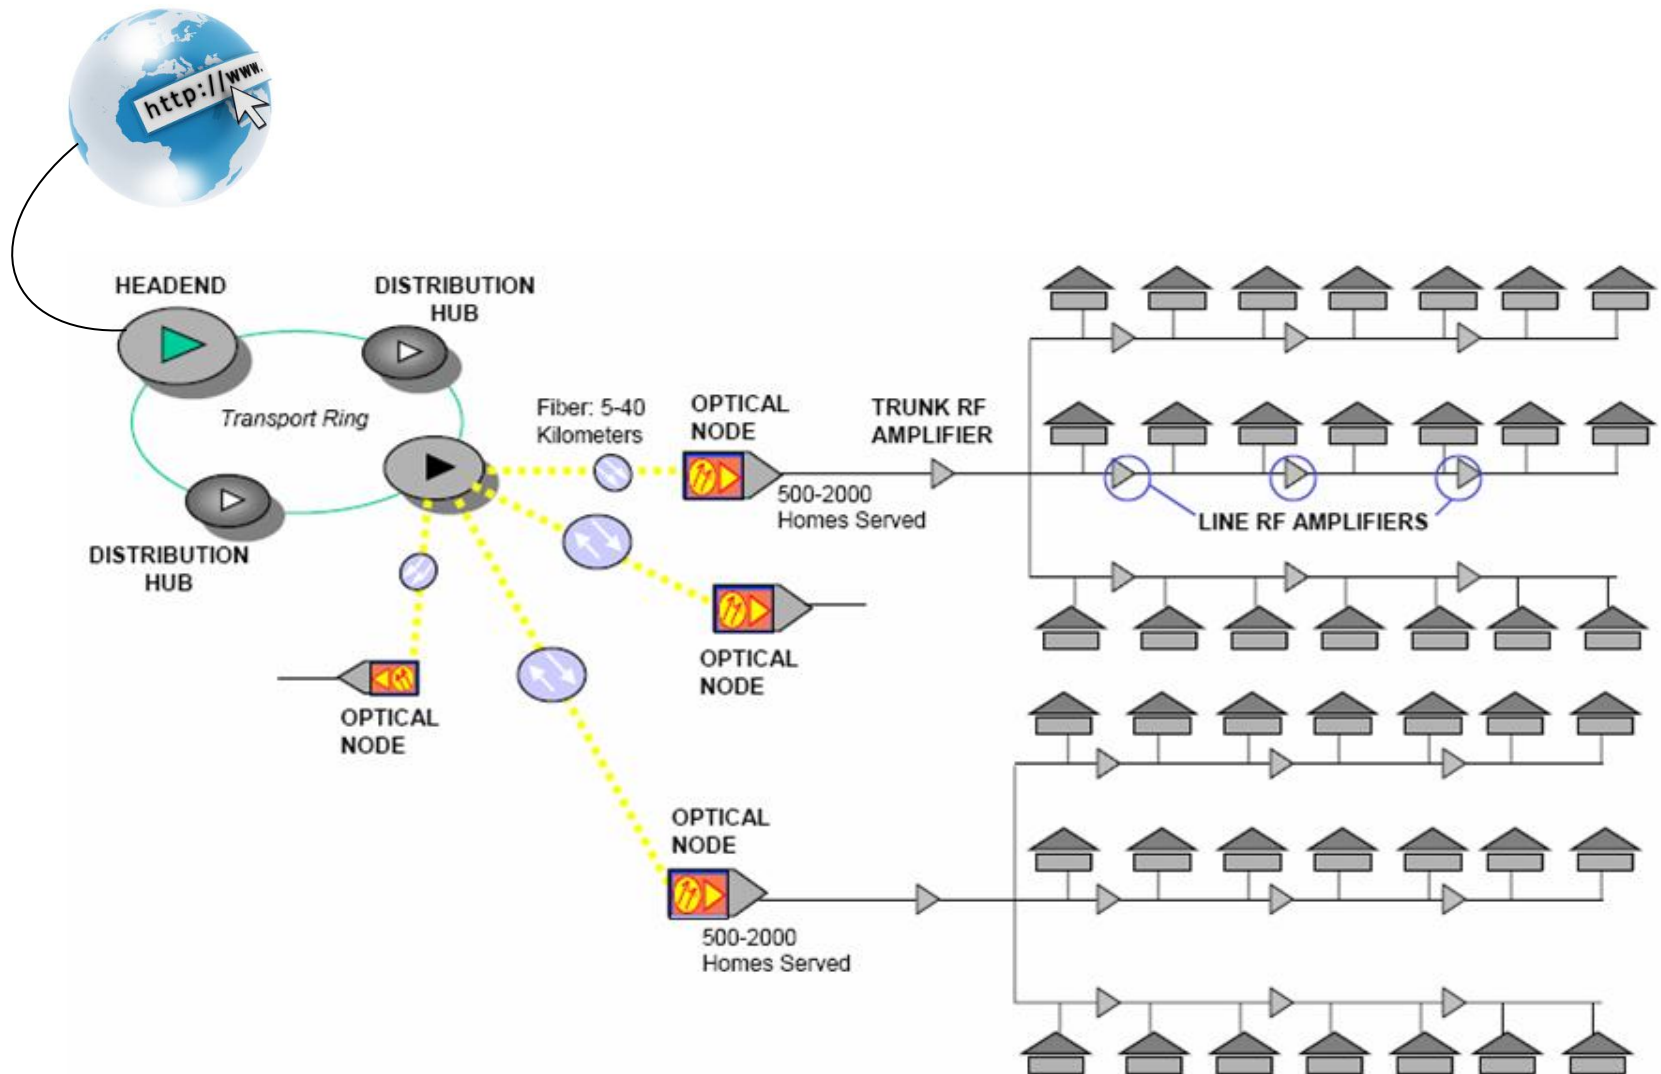 http://www.
HEADEND
DISTRIBUTION
HUB
Transport Ring
DISTRIBUTION
HUB
Fiber: 5-40
Kilometers
OPTICAL
NODE
500-2000
Homes Served
TRUNK RF
AMPLIFIER
LINE RF AMPLIFIERS
OPTICAL
NODE
OPTICAL
NODE
OPTICAL
NODE
500-2000
Homes Served